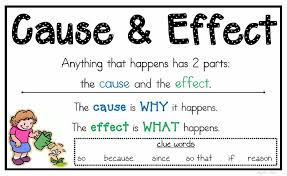 Cause & Effect
Anything that happens has 2 parts:
the cause and the effect.
The cause is WHY it happens.
The effect is WHAT happens.
clue words
so because since so that if reason